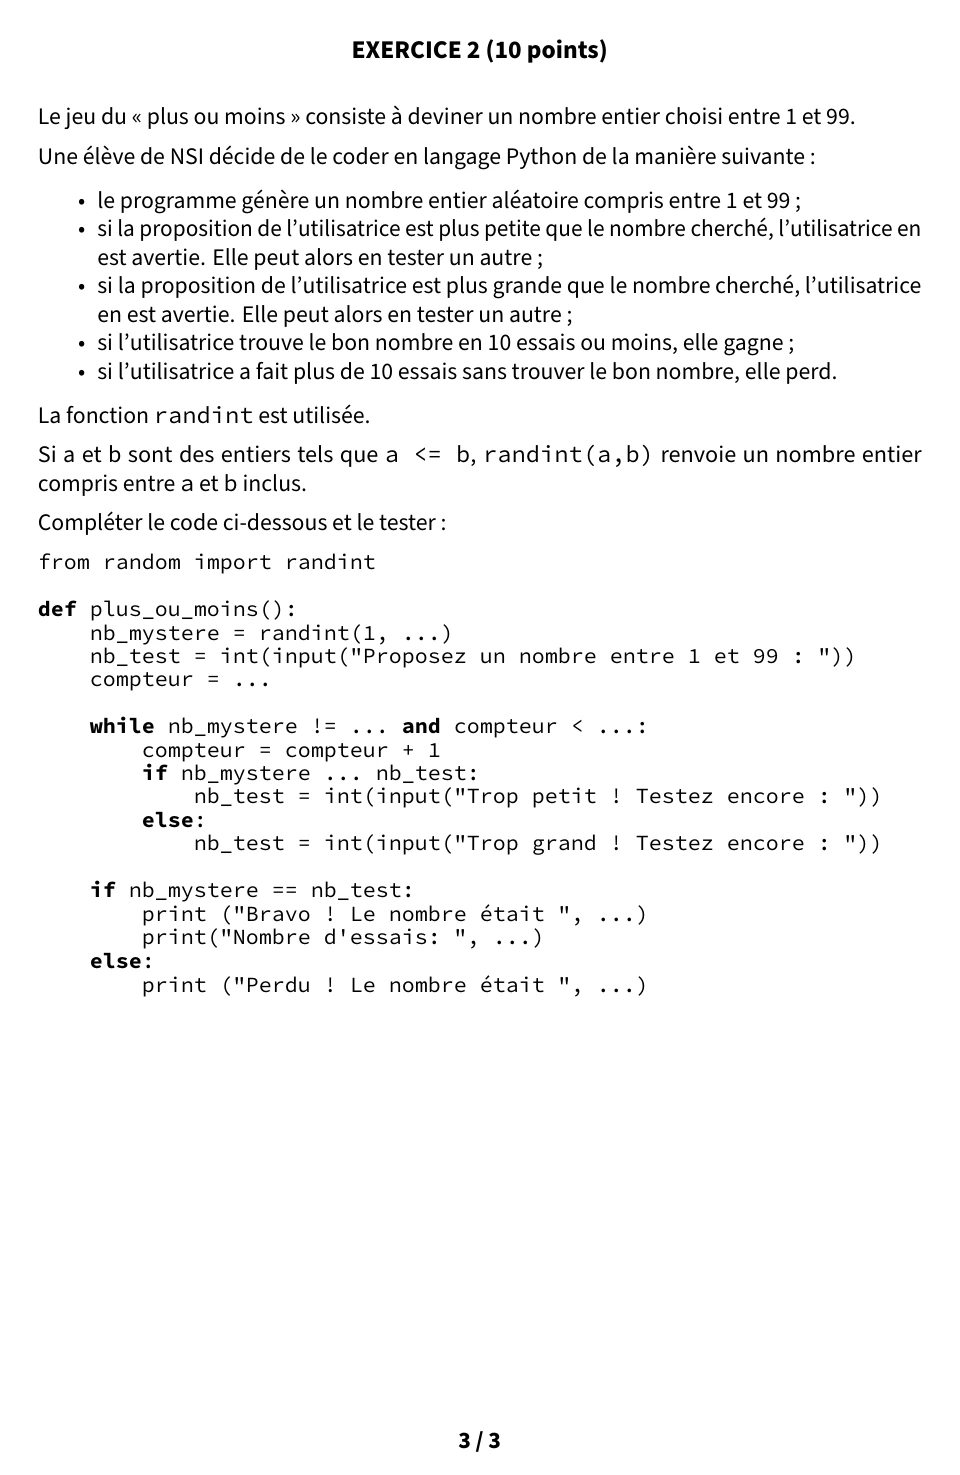 EXERCICE 2 (10 points)
Le jeu du « plus ou moins » consiste à deviner un nombre entier choisi entre 1 et 99.
Une élève de NSI décide de le coder en langage Python de la manière suivante :
• le programme génère un nombre entier aléatoire compris entre 1 et 99 ;
• si la proposition de l’utilisatrice est plus petite que le nombre cherché, l’utilisatrice en
est avertie. Elle peut alors en tester un autre ;
• si la proposition de l’utilisatrice est plus grande que le nombre cherché, l’utilisatrice
en est avertie. Elle peut alors en tester un autre ;
• si l’utilisatrice trouve le bon nombre en 10 essais ou moins, elle gagne ;
• si l’utilisatrice a fait plus de 10 essais sans trouver le bon nombre, elle perd.
La fonction randint est utilisée.
Si a et b sont des entiers tels que a <= b, randint(a,b) renvoie un nombre entier
compris entre a et b inclus.
Compléter le code ci-dessous et le tester :
from random import randint
def plus_ou_moins():
    nb_mystere = randint(1, ...)
    nb_test = int(input("Proposez un nombre entre 1 et 99 : "))
    compteur = ...
    while nb_mystere != ... and compteur < ...:
        compteur = compteur + 1
        if nb_mystere ... nb_test:
            nb_test = int(input("Trop petit ! Testez encore : "))
        else:
            nb_test = int(input("Trop grand ! Testez encore : "))
    if nb_mystere == nb_test:
        print ("Bravo ! Le nombre était ", ...)
        print("Nombre d'essais: ", ...)
    else:
        print ("Perdu ! Le nombre était ", ...)
3 / 3